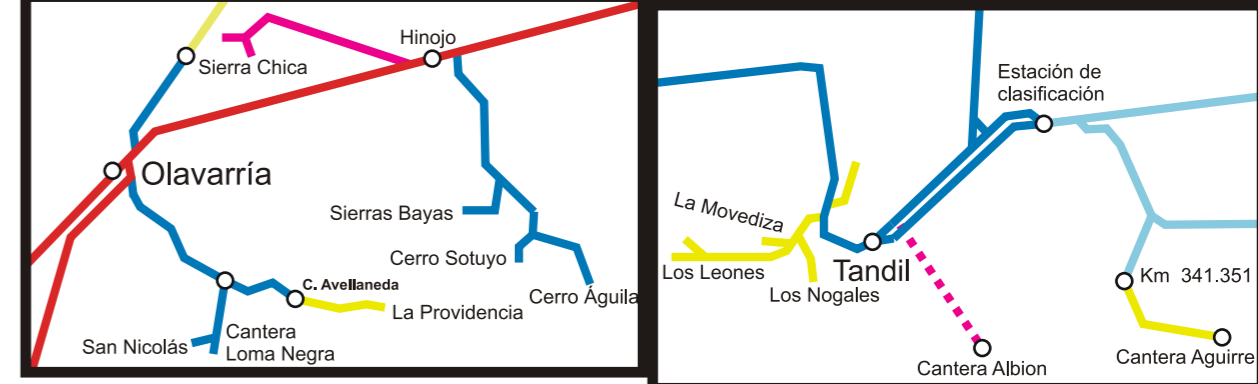 Hinojo
Sierra Chica
Olavarría
Sierras Bayas
Cerro Sotuyo
C. Avellaneda
Cerro Águila
La Providencia
Cantera
Loma Negra
San Nicolás
Estación de
clasificación
La Movediza
Los Leones
Tandil
Los Nogales
Km 341.351
Cantera Albion
Cantera Aguirre